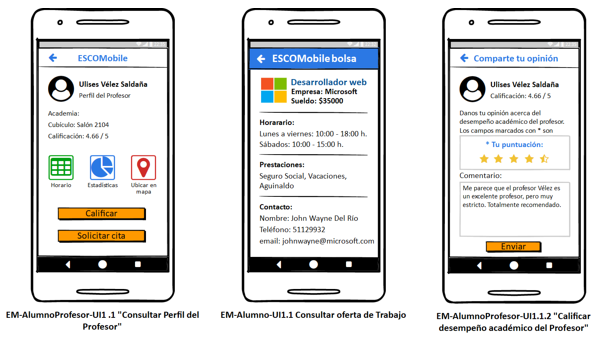 ESCOMobile
Ulises Vélez Saldaña
Perfil del Profesor
Academia:
Cubículo: Salón 2104
Calificación: 4.66 / 5
Horario
Estadísticas
Ubicar en
mapa
Calificar
Solicitar cita
EM-AlumnoProfesor-UI1 .1 "Consultar Perfil del
Profesor"
ESCOMobile bolsa
Desarrollador web
Empresa: Microsoft
Sueldo: $35000
Horarario:
Lunes a viernes: 10:00 - 18:00 h.
Sábados: 10:00 - 15:00 h.
Prestaciones:
Seguro Social, Vacaciones,
Aguinaldo
Contacto:
Nombre: John Wayne Del Rio
Teléfono: 51129932
email: johnwayne@microsoft.com
EM-Alumno-UI1.1 Consultar oferta de Trabajo
Comparte tu opinión
Ulises Vélez Saldaña
Calificación: 4.66 / 5
Danos tu opinión acerca del
desempeño académico del profesor.
Los campos marcados con * son
* Tu puntuación:
Comentario:
Me parece que el profesor Vélez es
un excelente profesor, pero muy
estricto. Totalmente recomendado.
Enviar
EM-AlumnoProfesor-UI1.1.2 "Calificar
desempeño académico del Profesor"